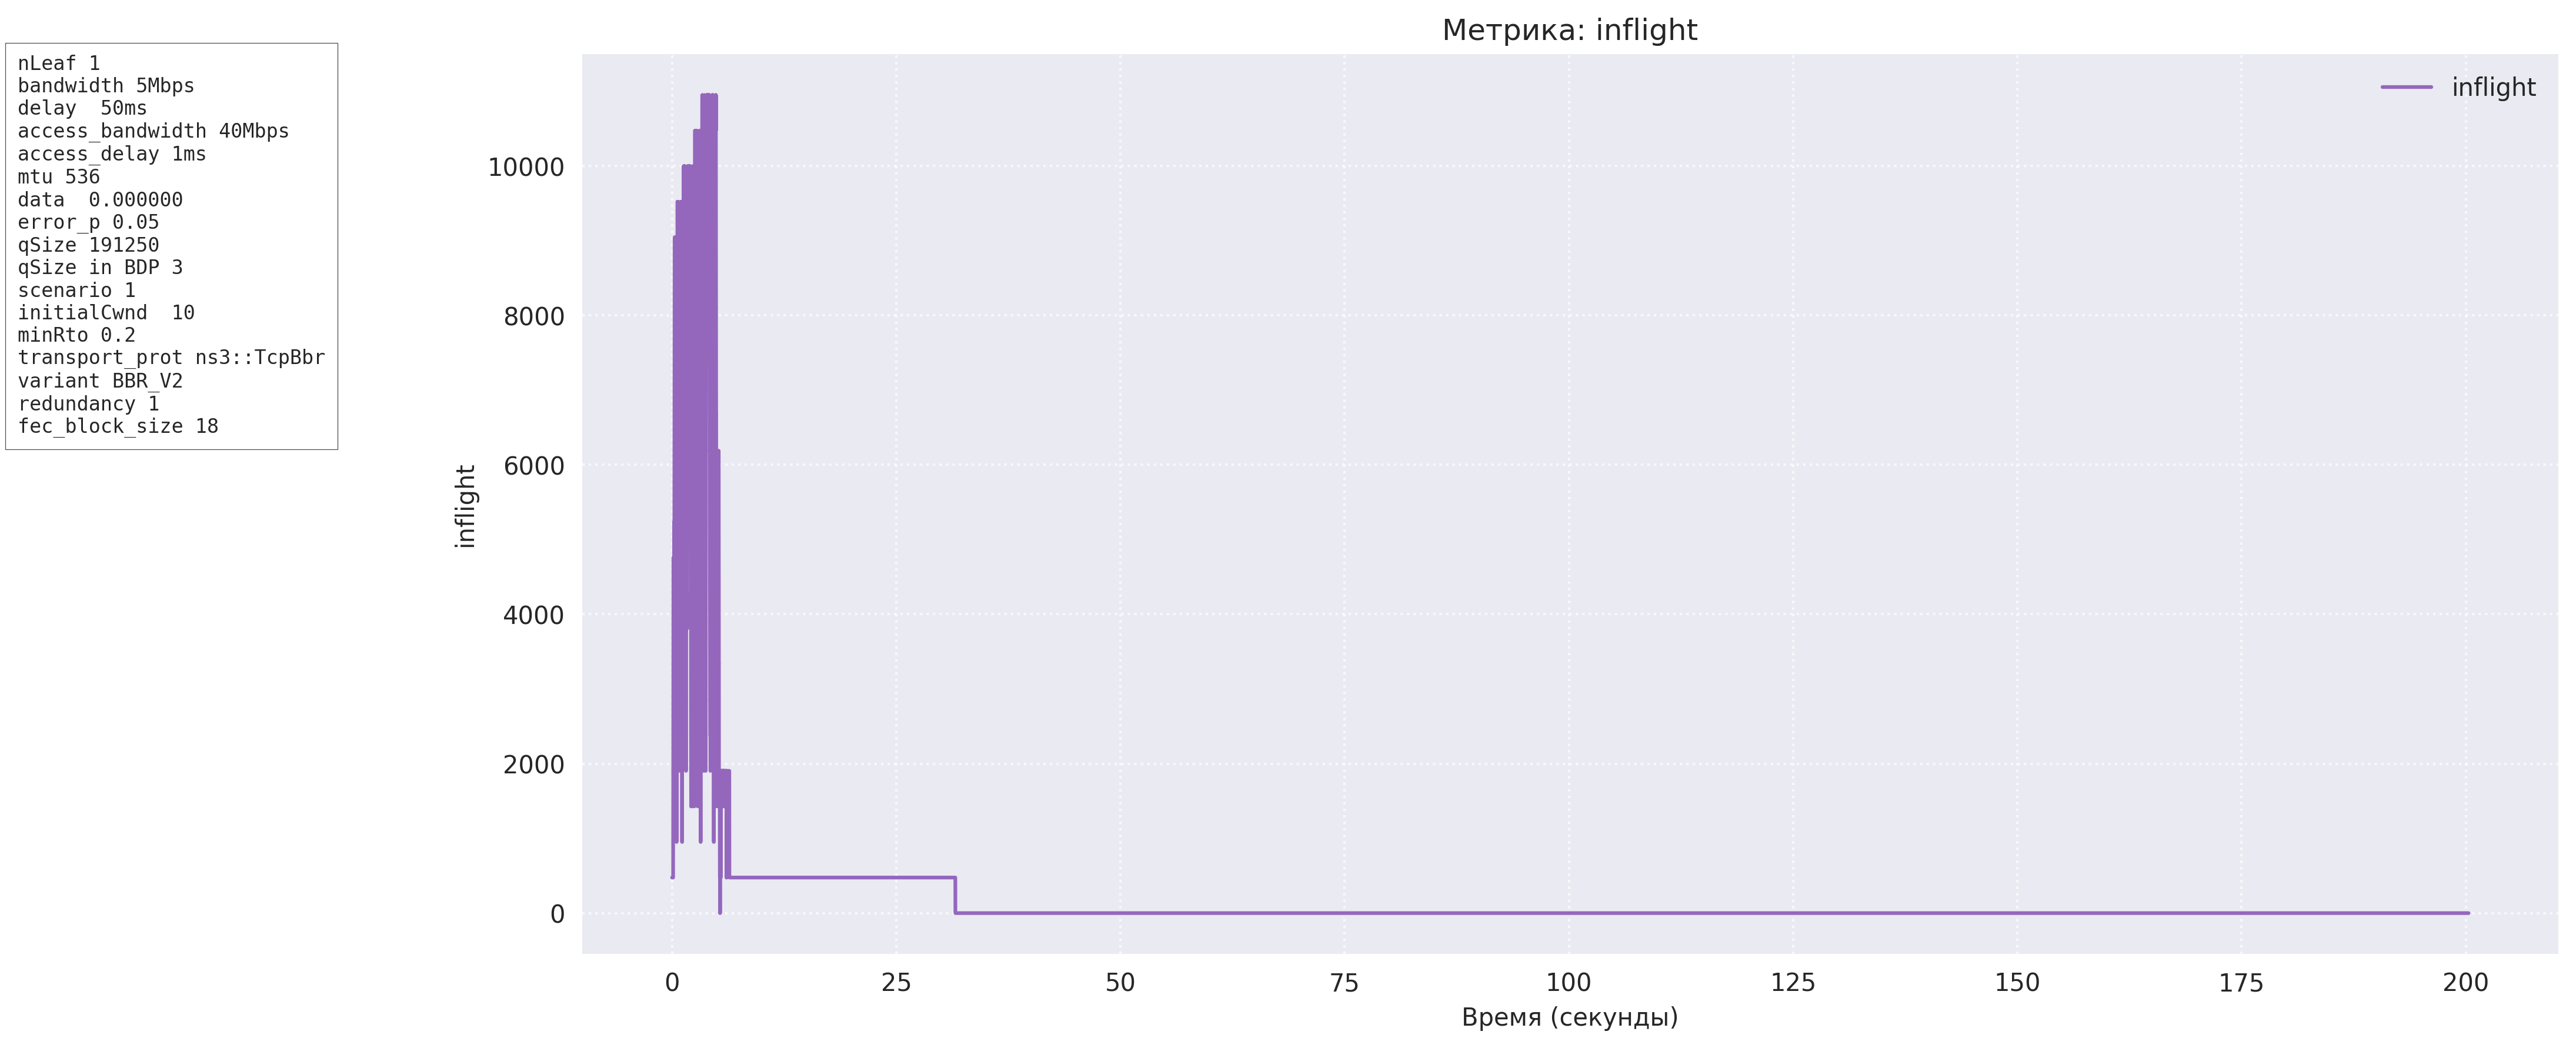 Метрика: inflight
nLeaf 1
bandwidth 5Mbps
delay  50ms
access_bandwidth 40Mbps
access_delay 1ms
mtu 536
data  0.000000
error_p 0.05
qSize 191250
qSize in BDP 3
scenario 1
initialCwnd  10
minRto 0.2
transport_prot ns3::TcpBbr
variant BBR_V2
redundancy 1
fec_block_size 18
inflight
inflight
10000
8000
6000
4000
2000
0
0 25 50 75 100 125 150 175 200
Время (секунды)